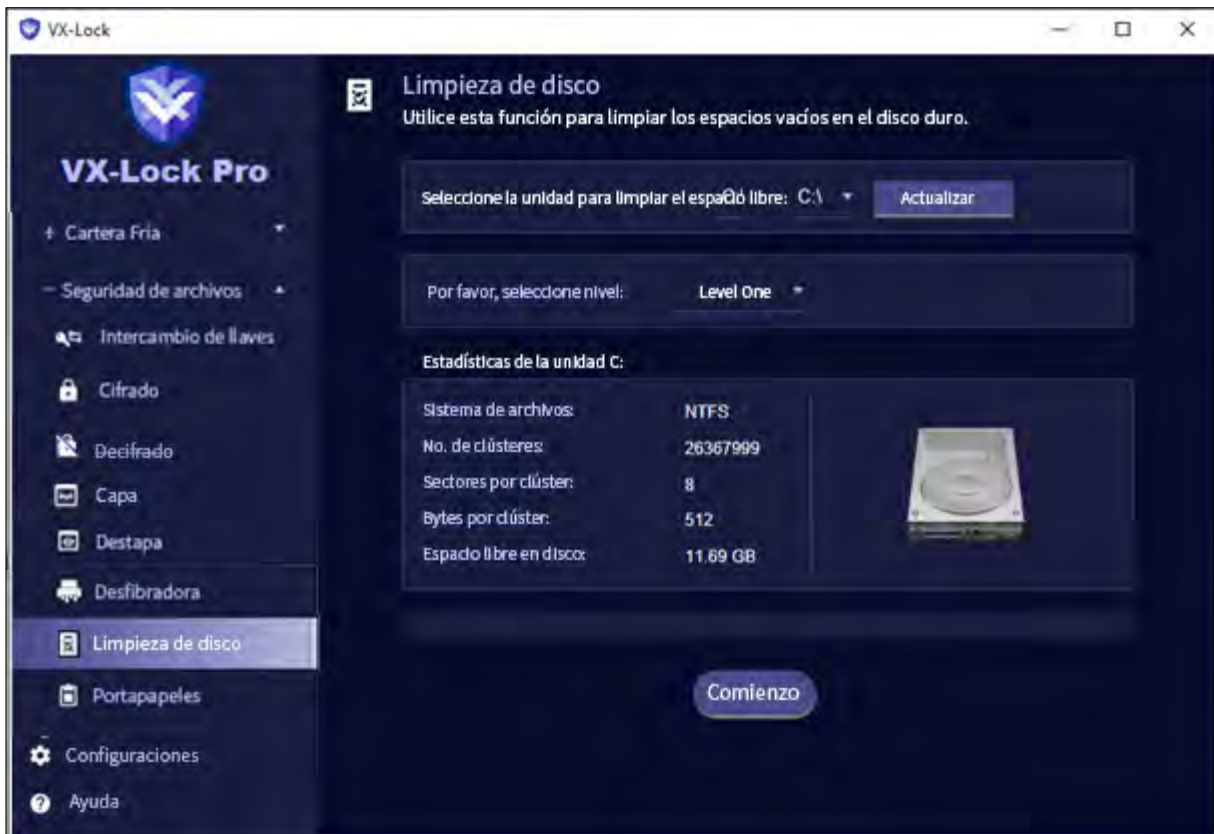 VX-Lock
VX-Lock Pro
Cartera Fria
Seguridad de archivos
Intercambio de llaves
Cifrado
Decifrado
Capa
Destapa
Desfibradora
Limpieza de disco
Portapapeles
Configuraciones
Ayuda
Limpieza de disco
Utilice esta función para limpiar los espacios vacíos en el disco duro.
Seleccione la unidad para limpiar el espacio libre: C:\ Actualizar
Por favor, seleccione nivel: Level One
Estadísticas de la unidad C:
Sistema de archivos: NTFS
No. de clústeres: 26367999
Sectores por clúster: 8
Bytes por clúster: 512
Espacio libre en disco: 11.69 GB
Comienzo